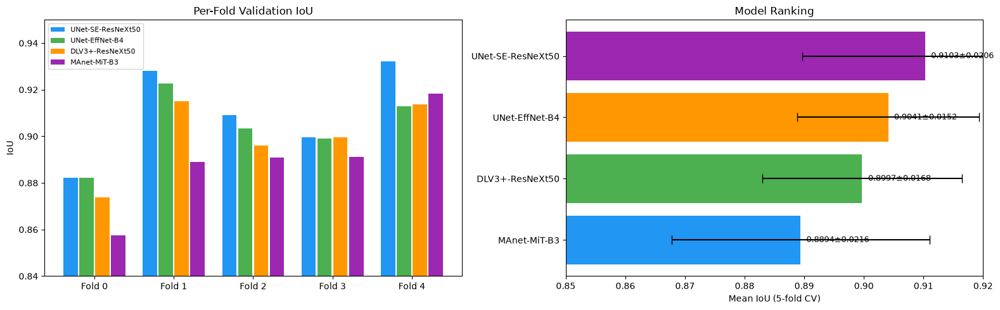 Per-Fold Validation IoU
UNet-SE-ResNeXt50
UNet-EffNet-B4
DLV3+-ResNeXt50
MAnet-MiT-B3
IoU
0.94
0.92
0.90
0.88
0.86
0.84
Fold 0
Fold 1
Fold 2
Fold 3
Fold 4
Model Ranking
UNet-SE-ResNeXt50
0.9103±0.0206
UNet-EffNet-B4
0.9041±0.0152
DLV3+-ResNeXt50
0.8997±0.0168
MAnet-MiT-B3
0.8894±0.0216
0.85
0.86
0.87
0.88
0.89
0.90
0.91
0.92
Mean IoU (5-fold CV)